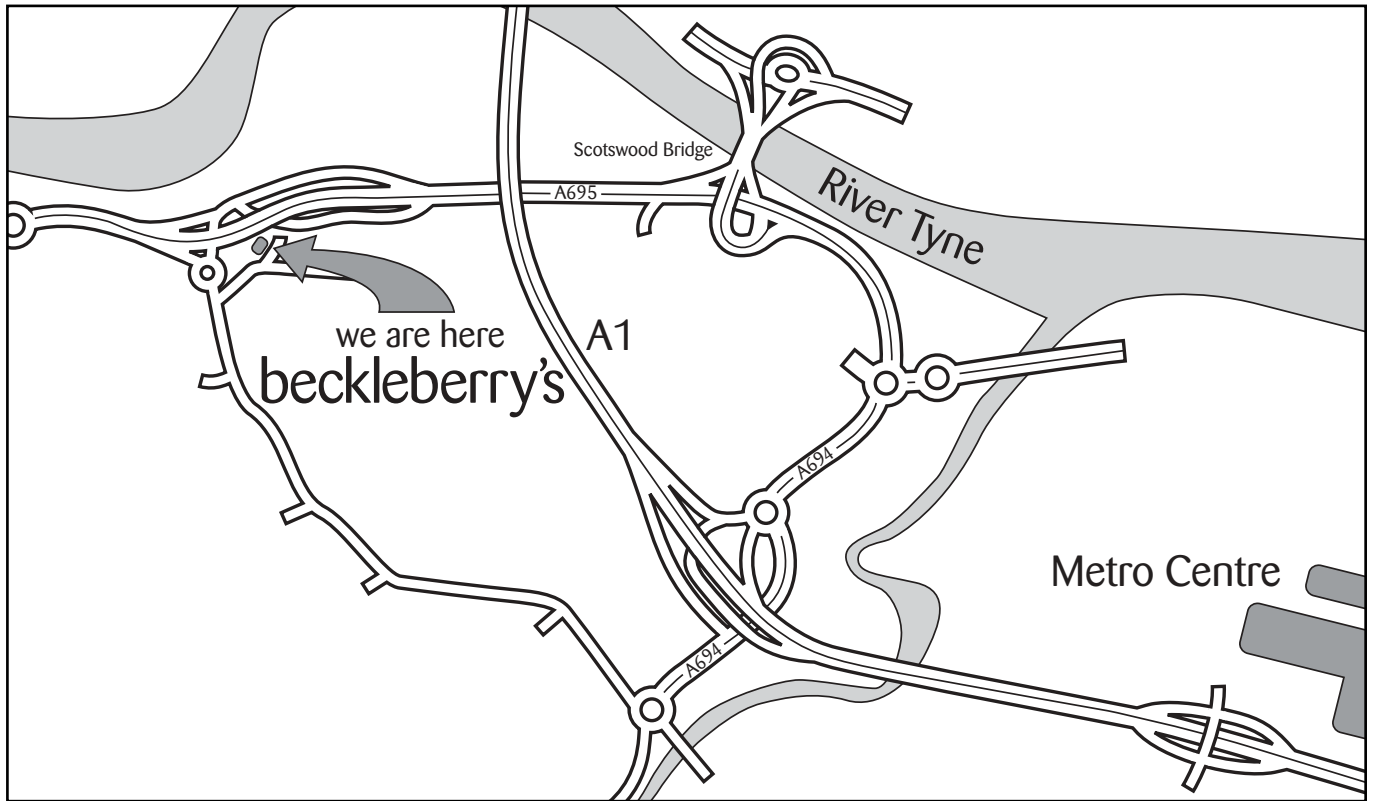 Scotswood Bridge
A695
River Tyne
we are here
beckleberry's
A1
A694
Metro Centre
A694